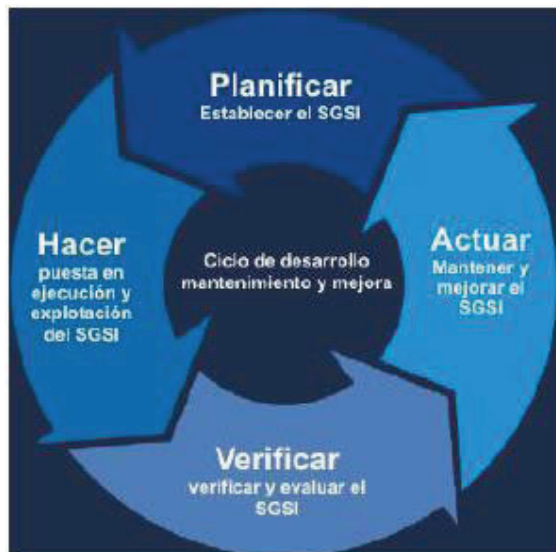 Planificar
Establecer el SGSI
Hacer
puesta en
ejecución y
explotación
del SGSI
Ciclo de desarrollo
mantenimiento y mejora
Actuar
Mantener y
mejorar el
SGSI
Verificar
verificar y evaluar el
SGSI